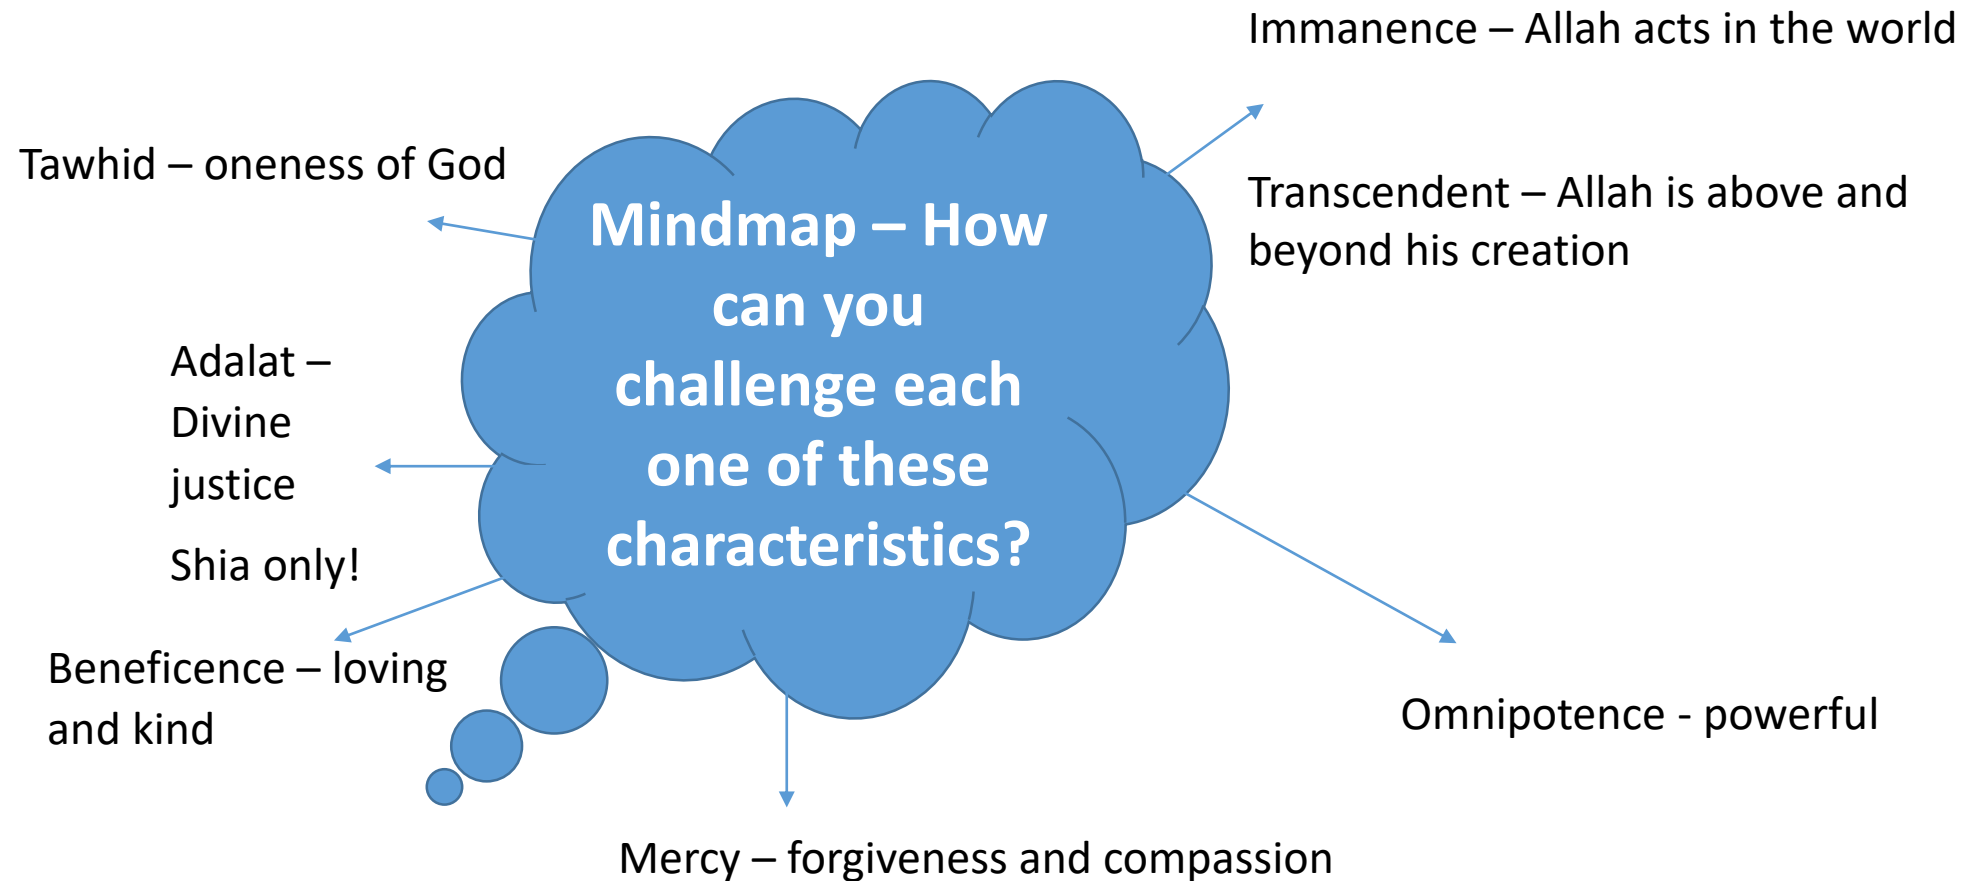 Immanence – Allah acts in the world
Tawhid – oneness of God
Transcendent – Allah is above and
beyond his creation
Mindmap – How
can you
challenge each
one of these
characteristics?
Adalat –
Divine
justice
Shia only!
Beneficence – loving
and kind
Omnipotence - powerful
Mercy – forgiveness and compassion